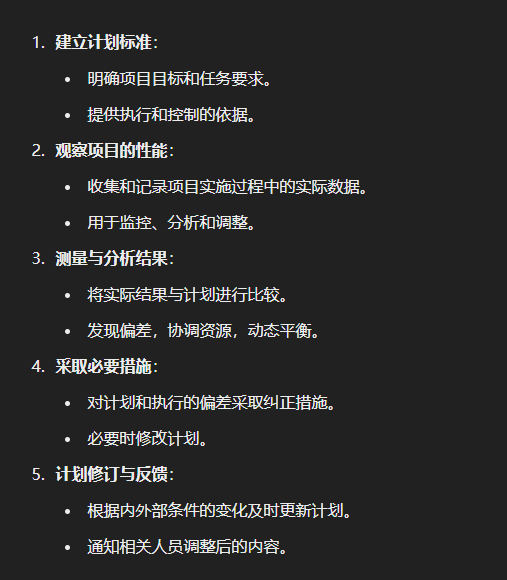 1. 建立计划标准：
• 明确项目目标和任务要求。
• 提供执行和控制的依据。
2. 观察项目的性能：
• 收集和记录项目实施过程中的实际数据。
• 用于监控、分析和调整。
3. 测量与分析结果：
• 将实际结果与计划进行比较。
• 发现偏差，协调资源，动态平衡。
4. 采取必要措施：
• 对计划和执行的偏差采取纠正措施。
• 必要时修改计划。
5. 计划修订与反馈：
• 根据内外部条件的变化及时更新计划。
• 通知相关人员调整后的内容。